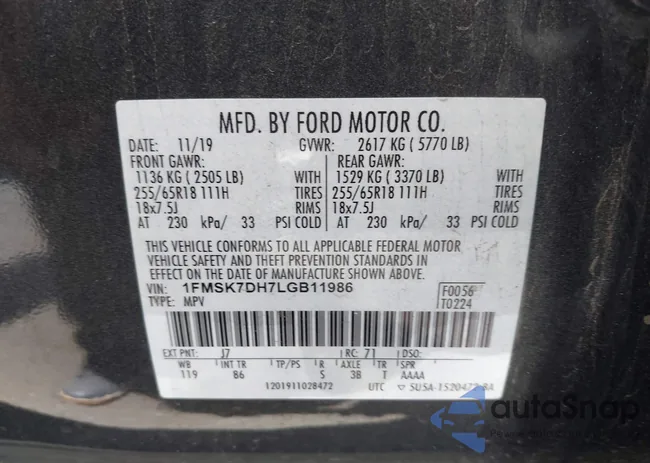 MFD. BY FORD MOTOR CO.
DATE: 11/19 GVWR: 2617 KG ( 5770 LB)
FRONT GAWR: REAR GAWR:
1136 KG ( 2505 LB) WITH 1529 KG ( 3370 LB) WITH
255/65R18 111H TIRES 255/65R18 111H TIRES
18x7.5J RIMS 18x7.5J RIMS
AT 230 kPa/ 33 PSI COLD AT 230 kPa/ 33 PSI COLD
THIS VEHICLE CONFORMS TO ALL APPLICABLE FEDERAL MOTOR
VEHICLE SAFETY AND THEFT PREVENTION STANDARDS IN
EFFECT ON THE DATE OF MANUFACTURE SHOWN ABOVE.
VIN: 1FMSK7DH7LGB11986
TYPE: MPV
F0056
T0224
EXT PNT: J7 RC: 71 DSO:
WB INT TR TP/PS R AXLE TR SPR
119 B6 S 3B T AAAA
1201911028472 UTC
autoSnap
Powered by